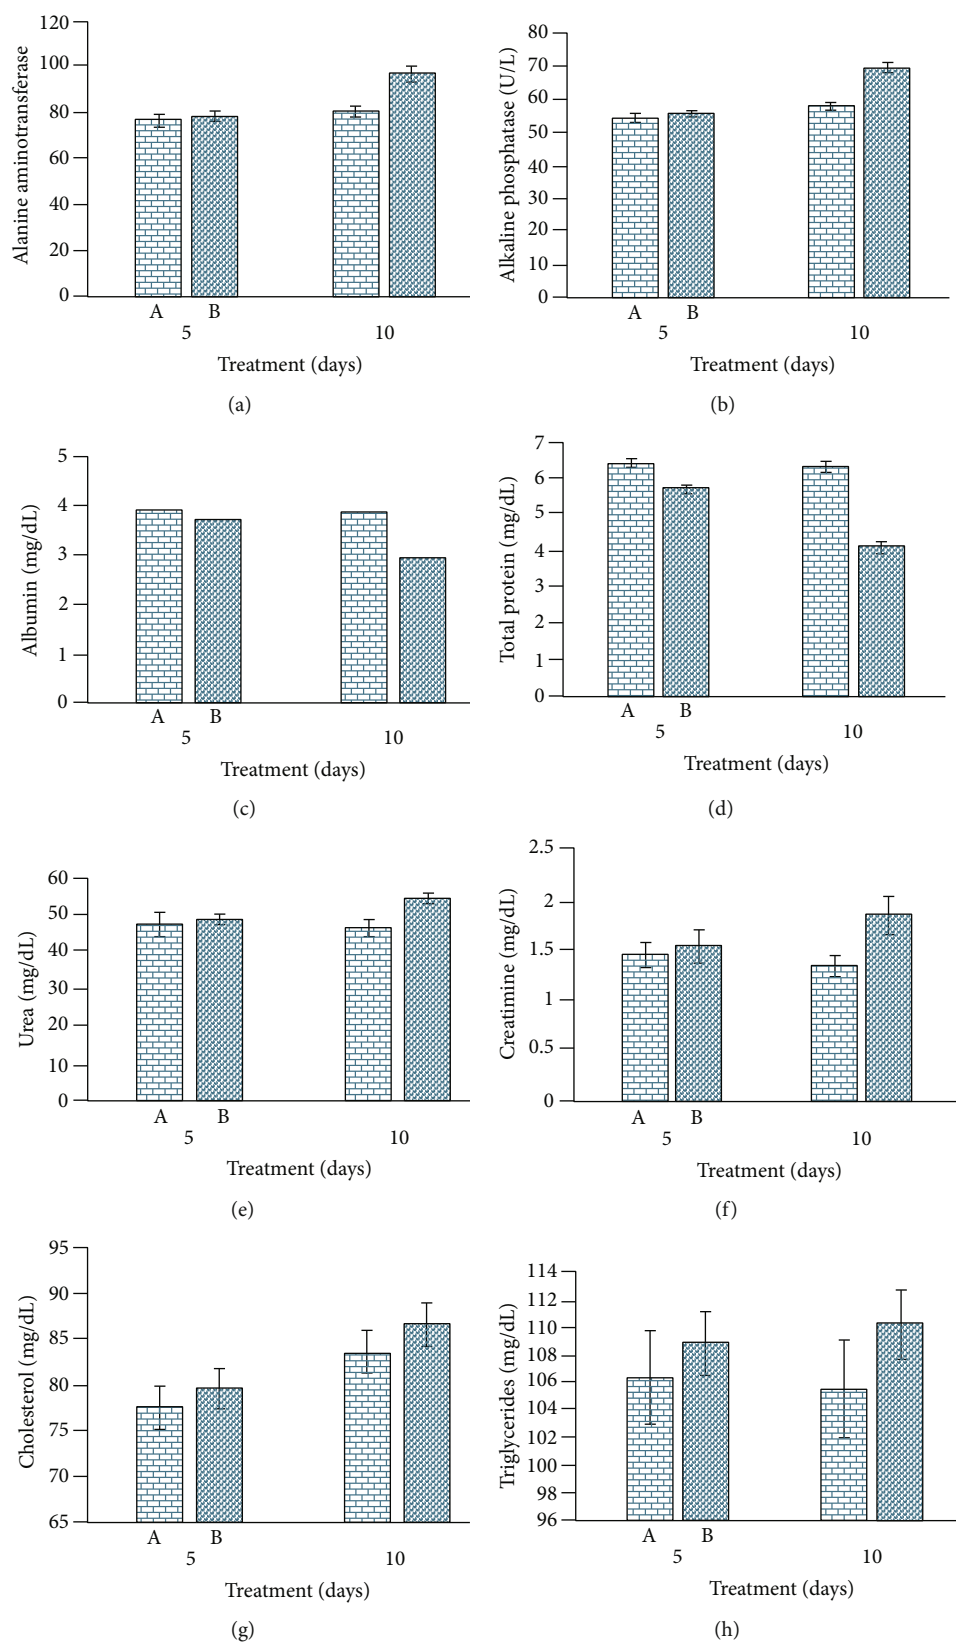 Alanine aminotransferase
120
100
80
60
40
20
0
A B
5 10
Treatment (days)
(a)
Alkaline phosphatase (U/L)
80
70
60
50
40
30
20
10
0
A B
5 10
Treatment (days)
(b)
Albumin (mg/dL)
5
4
3
2
1
0
A B
5 10
Treatment (days)
(c)
Total protein (mg/dL)
7
6
5
4
3
2
1
0
A B
5 10
Treatment (days)
(d)
Urea (mg/dL)
60
50
40
30
20
10
0
A B
5 10
Treatment (days)
(e)
Creatimine (mg/dL)
2.5
2
1.5
1
0.5
0
A B
5 10
Treatment (days)
(f)
Cholesterol (mg/dL)
95
90
85
80
75
70
65
A B
5 10
Treatment (days)
(g)
Triglycerides (mg/dL)
114
112
110
108
106
104
102
100
98
96
A B
5 10
Treatment (days)
(h)